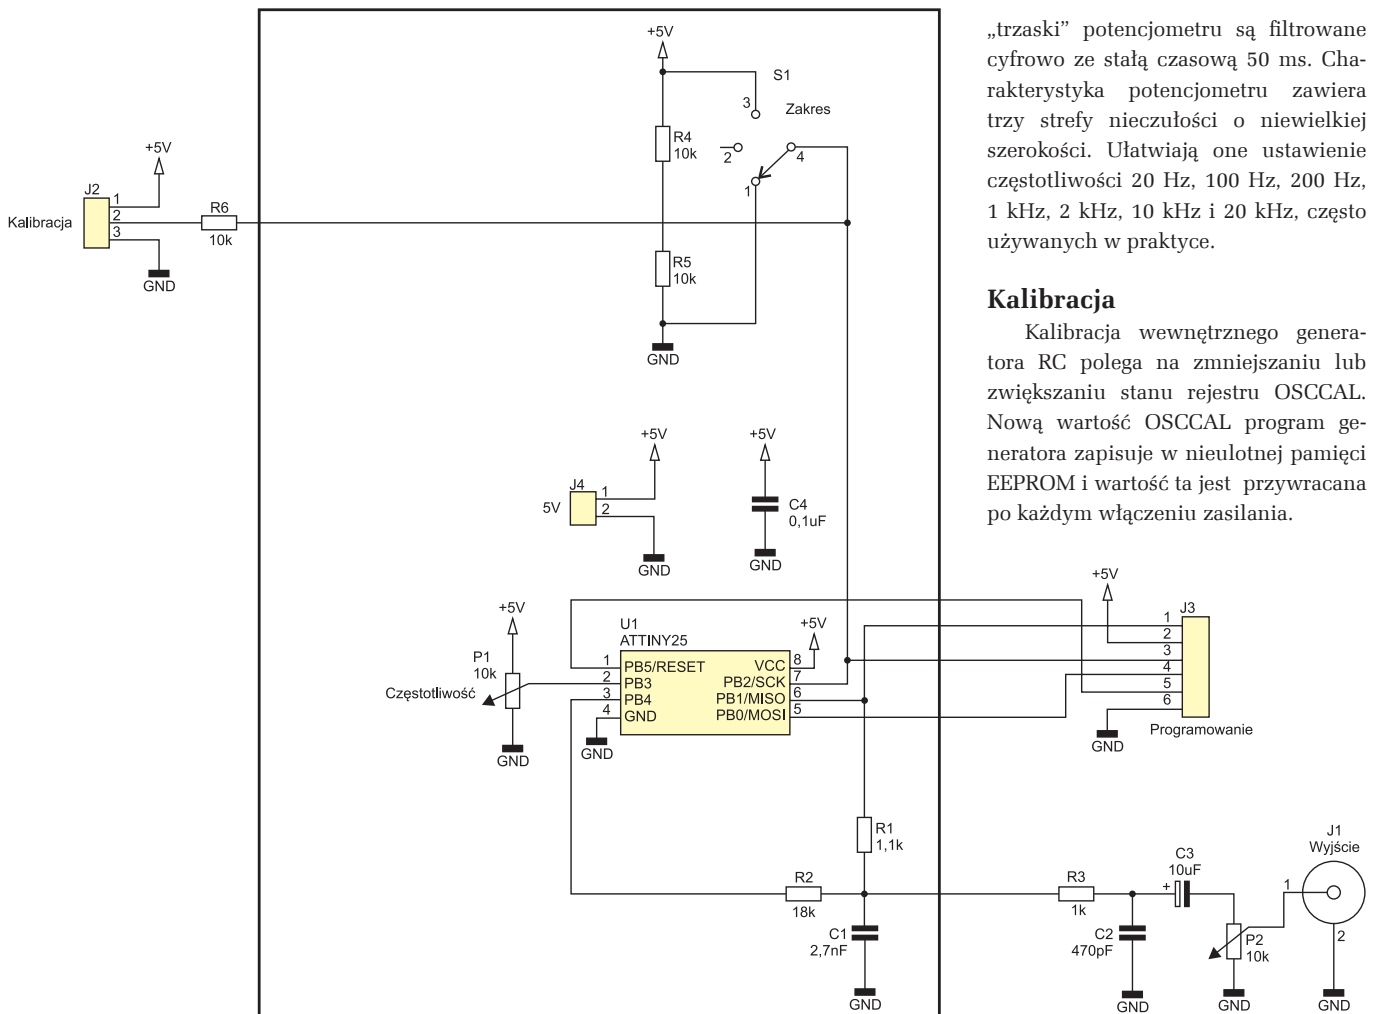 „trzaski” potencjometru są filtrowane
cyfrowo ze stałą czasową 50 ms. Cha-
rakterystyka potencjometru zawiera
trzy strefy nieczułości o niewielkiej
szerokości. Ułatwiają one ustawienie
częstotliwości 20 Hz, 100 Hz, 200 Hz,
1 kHz, 2 kHz, 10 kHz i 20 kHz, często
używanych w praktyce.
Kalibracja
Kalibracja wewnętrznego genera-
tora RC polega na zmniejszaniu lub
zwiększaniu stanu rejestru OSCCAL.
Nową wartość OSCCAL program ge-
neratora zapisuje w nieulotnej pamięci
EEPROM i wartość ta jest przywracana
po każdym włączeniu zasilania.
+5V
S1
3
Zakres
2
4
1
R4
10k
R5
10k
GND
+5V
J2
Kalibracja
1
2
3
R6
10k
GND
+5V
J4
5V
1
2
GND
+5V
C4
0,1uF
GND
+5V
P1
10k
Częstotliwość
GND
U1
ATTINY25
1 PB5/RESET
2 PB3
3 PB4
4 GND
VCC 8
PB2/SCK 7
PB1/MISO 6
PB0/MOSI 5
+5V
GND
+5V
J3
1
2
3
4
5
6
GND
Programowanie
R1
1,1k
R2
18k
C1
2,7nF
GND
R3
1k
C2
470pF
GND
C3
10uF
+
P2
10k
GND
J1
Wyjście
1
2
GND